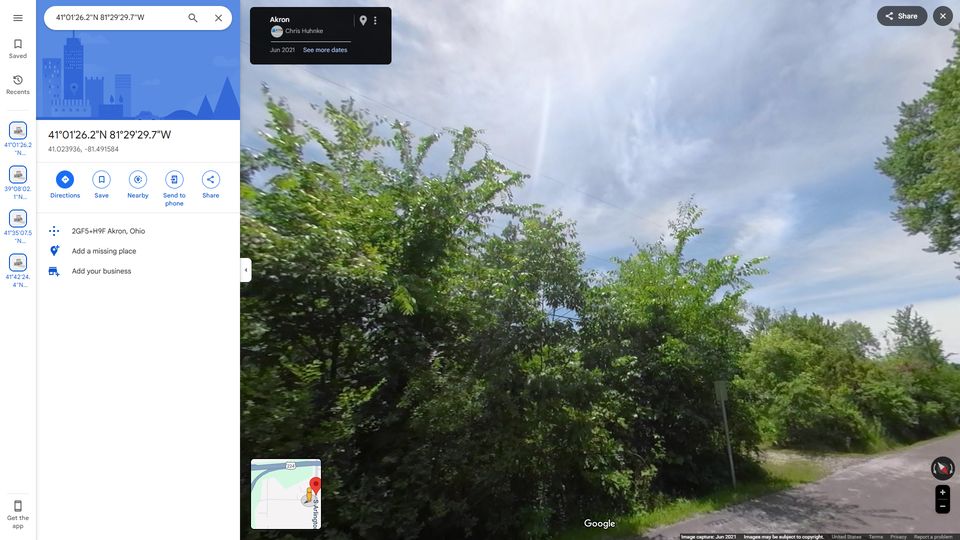 41°01'26.2"N 81°29'29.7"W
Saved
Recents
41°01'26.2
"N...
39°08'02.
1"N...
41°35'07.5
"N...
41°42'24.
4"N...
Get the
app
41°01'26.2"N 81°29'29.7"W
41.023936, -81.491584
Directions
Save
Nearby
Send to
phone
Share
2GF5+H9F Akron, Ohio
Add a missing place
Add your business
Akron
Chris Huhnke
Jun 2021 See more dates
Share
224
S Arlingto
Google
Image capture: Jun 2021 Images may be subject to copyright. United States Terms Privacy Report a problem